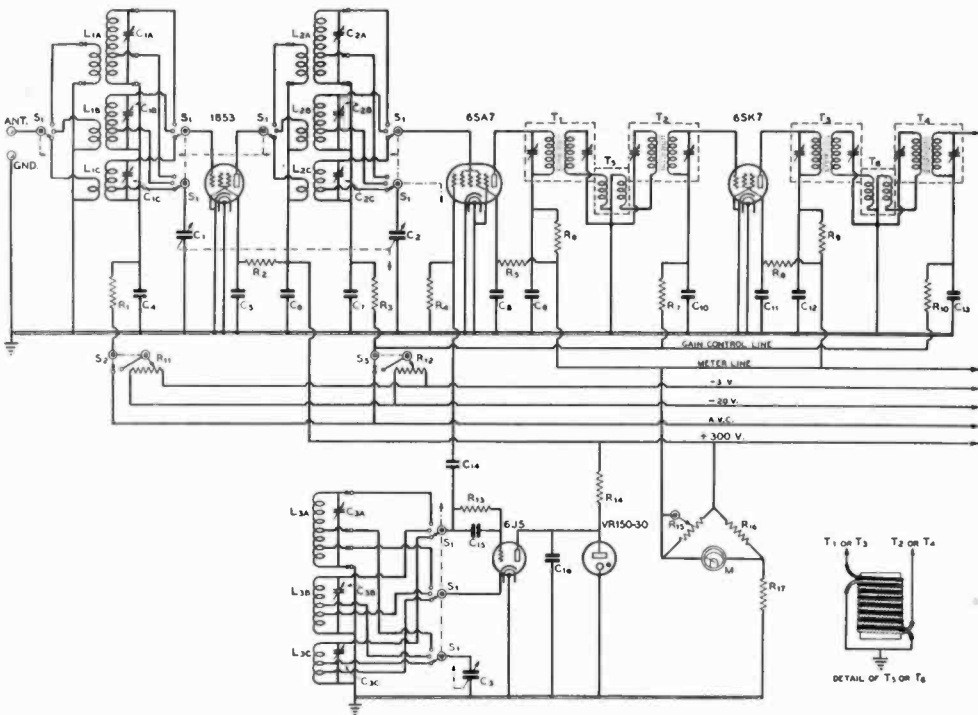 L1A
C1A
L2A
C2A
ANT.
S1
L1B
C1B
S1
1853
S1
L2B
C2B
S1
6SA7
T1
T2
6SK7
T3
T4
GND.
L1C
C1C
S1
L2C
C2C
S1
T5
T6
C1
C2
R1
C4
R2
C5
C6
C7
R3
R4
R5
C8
R6
R7
C10
R8
C11
C12
R9
R10
C13
GAIN CONTROL LINE
METER LINE
S2
R11
S3
R12
-3 V.
-20 V.
A.V.C.
+300 V.
C14
L3A
C3A
R13
S1
C15
6J5
R14
VR150-30
R15
R16
M
C16
R17
L3B
C3B
S1
L3C
C3C
S1
C3
T1 OR T3
T2 OR T4
DETAIL OF T5 OR T6